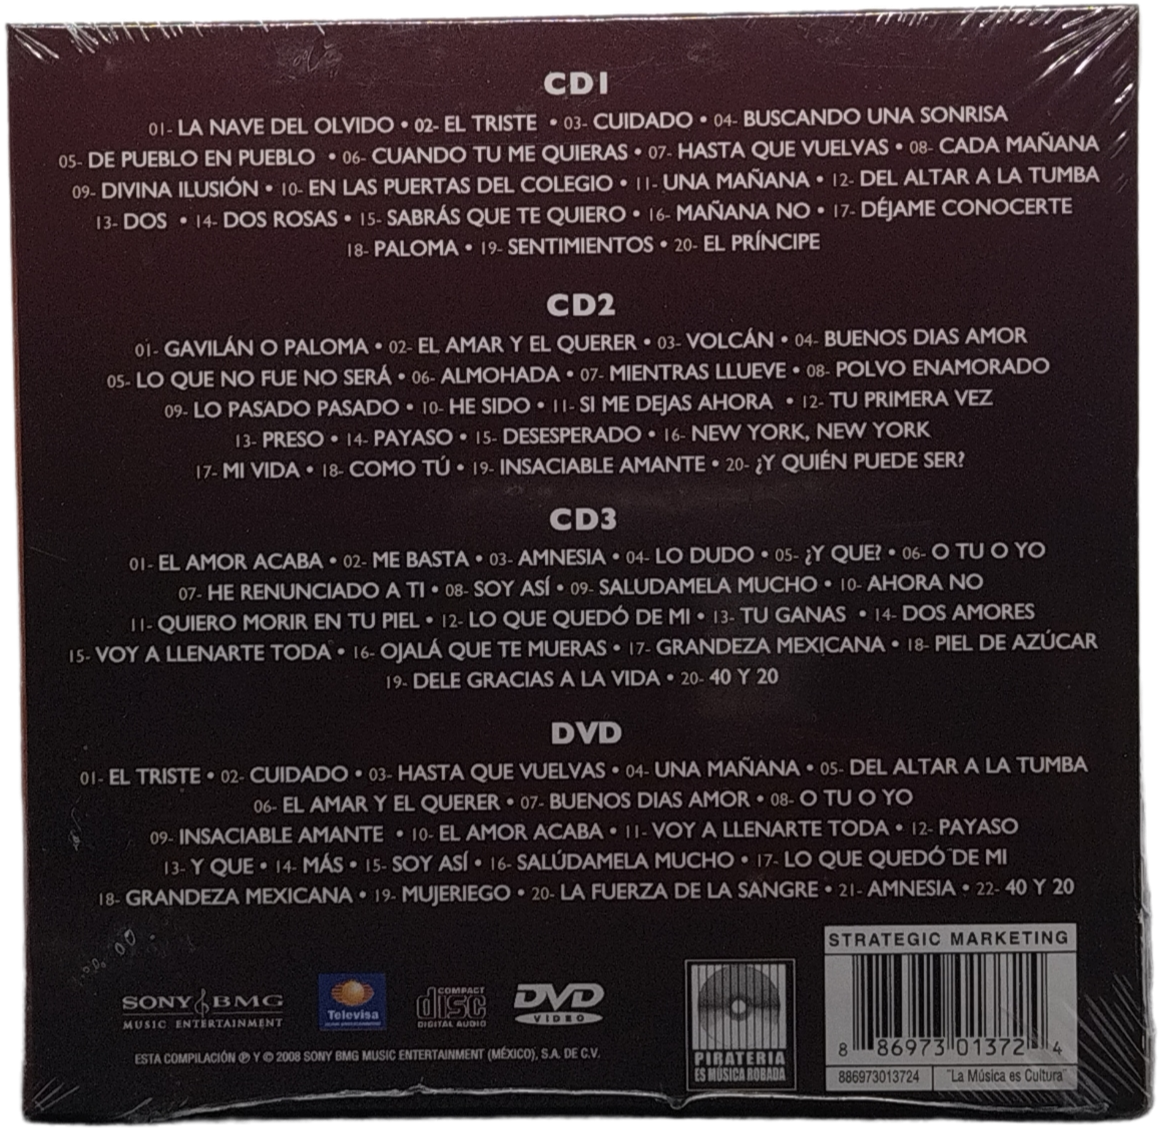 CD1
01- LA NAVE DEL OLVIDO • 02- EL TRISTE • 03- CUIDADO • 04- BUSCANDO UNA SONRISA
05- DE PUEBLO EN PUEBLO • 06- CUANDO TU ME QUIERAS • 07- HASTA QUE VUELVAS • 08- CADA MAÑANA
09- DIVINA ILUSIÓN • 10- EN LAS PUERTAS DEL COLEGIO • 11- UNA MAÑANA • 12- DEL ALTAR A LA TUMBA
13- DOS • 14- DOS ROSAS • 15- SABRÁS QUE TE QUIERO • 16- MAÑANA NO • 17- DÉJAME CONOCERTE
18- PALOMA • 19- SENTIMIENTOS • 20- EL PRÍNCIPE
CD2
01- GAVILÁN O PALOMA • 02- EL AMAR Y EL QUERER • 03- VOLCÁN • 04- BUENOS DIAS AMOR
05- LO QUE NO FUE NO SERÁ • 06- ALMOHADA • 07- MIENTRAS LLUEVE • 08- POLVO ENAMORADO
09- LO PASADO PASADO • 10- HE SIDO • 11- SI ME DEJAS AHORA • 12- TU PRIMERA VEZ
13- PRESO • 14- PAYASO • 15- DESESPERADO • 16- NEW YORK, NEW YORK
17- MI VIDA • 18- COMO TÚ • 19- INSACIABLE AMANTE • 20- ¿Y QUIÉN PUEDE SER?
CD3
01- EL AMOR ACABA • 02- ME BASTA • 03- AMNESIA • 04- LO DUDO • 05- ¿Y QUE? • 06- O TU O YO
07- HE RENUNCIADO A TI • 08- SOY ASÍ • 09- SALUDAMELA MUCHO • 10- AHORA NO
11- QUIERO MORIR EN TU PIEL • 12- LO QUE QUEDÓ DE MI • 13- TU GANAS • 14- DOS AMORES
15- VOY A LLENARTE TODA • 16- OJALÁ QUE TE MUERAS • 17- GRANDEZA MEXICANA • 18- PIEL DE AZÚCAR
19- DELE GRACIAS A LA VIDA • 20- 40 Y 20
DVD
01- EL TRISTE • 02- CUIDADO • 03- HASTA QUE VUELVAS • 04- UNA MAÑANA • 05- DEL ALTAR A LA TUMBA
06- EL AMAR Y EL QUERER • 07- BUENOS DIAS AMOR • 08- O TU O YO
09- INSACIABLE AMANTE • 10- EL AMOR ACABA • 11- VOY A LLENARTE TODA • 12- PAYASO
13- Y QUE • 14- MÁS • 15- SOY ASÍ • 16- SALÚDAMELA MUCHO • 17- LO QUE QUEDÓ DE MI
18- GRANDEZA MEXICANA • 19- MUJERIEGO • 20- LA FUERZA DE LA SANGRE • 21- AMNESIA • 22- 40 Y 20
SONY BMG
MUSIC ENTERTAINMENT
Televisa
COMPACT
disc
DIGITAL AUDIO
DVD
VIDEO
ESTA COMPILACIÓN ℗ Y © 2008 SONY BMG MUSIC ENTERTAINMENT (MÉXICO), S.A. DE C.V.
PIRATERIA
ES MÚSICA ROBADA
STRATEGIC MARKETING
8 86973 01372 4
886973013724 "La Música es Cultura"